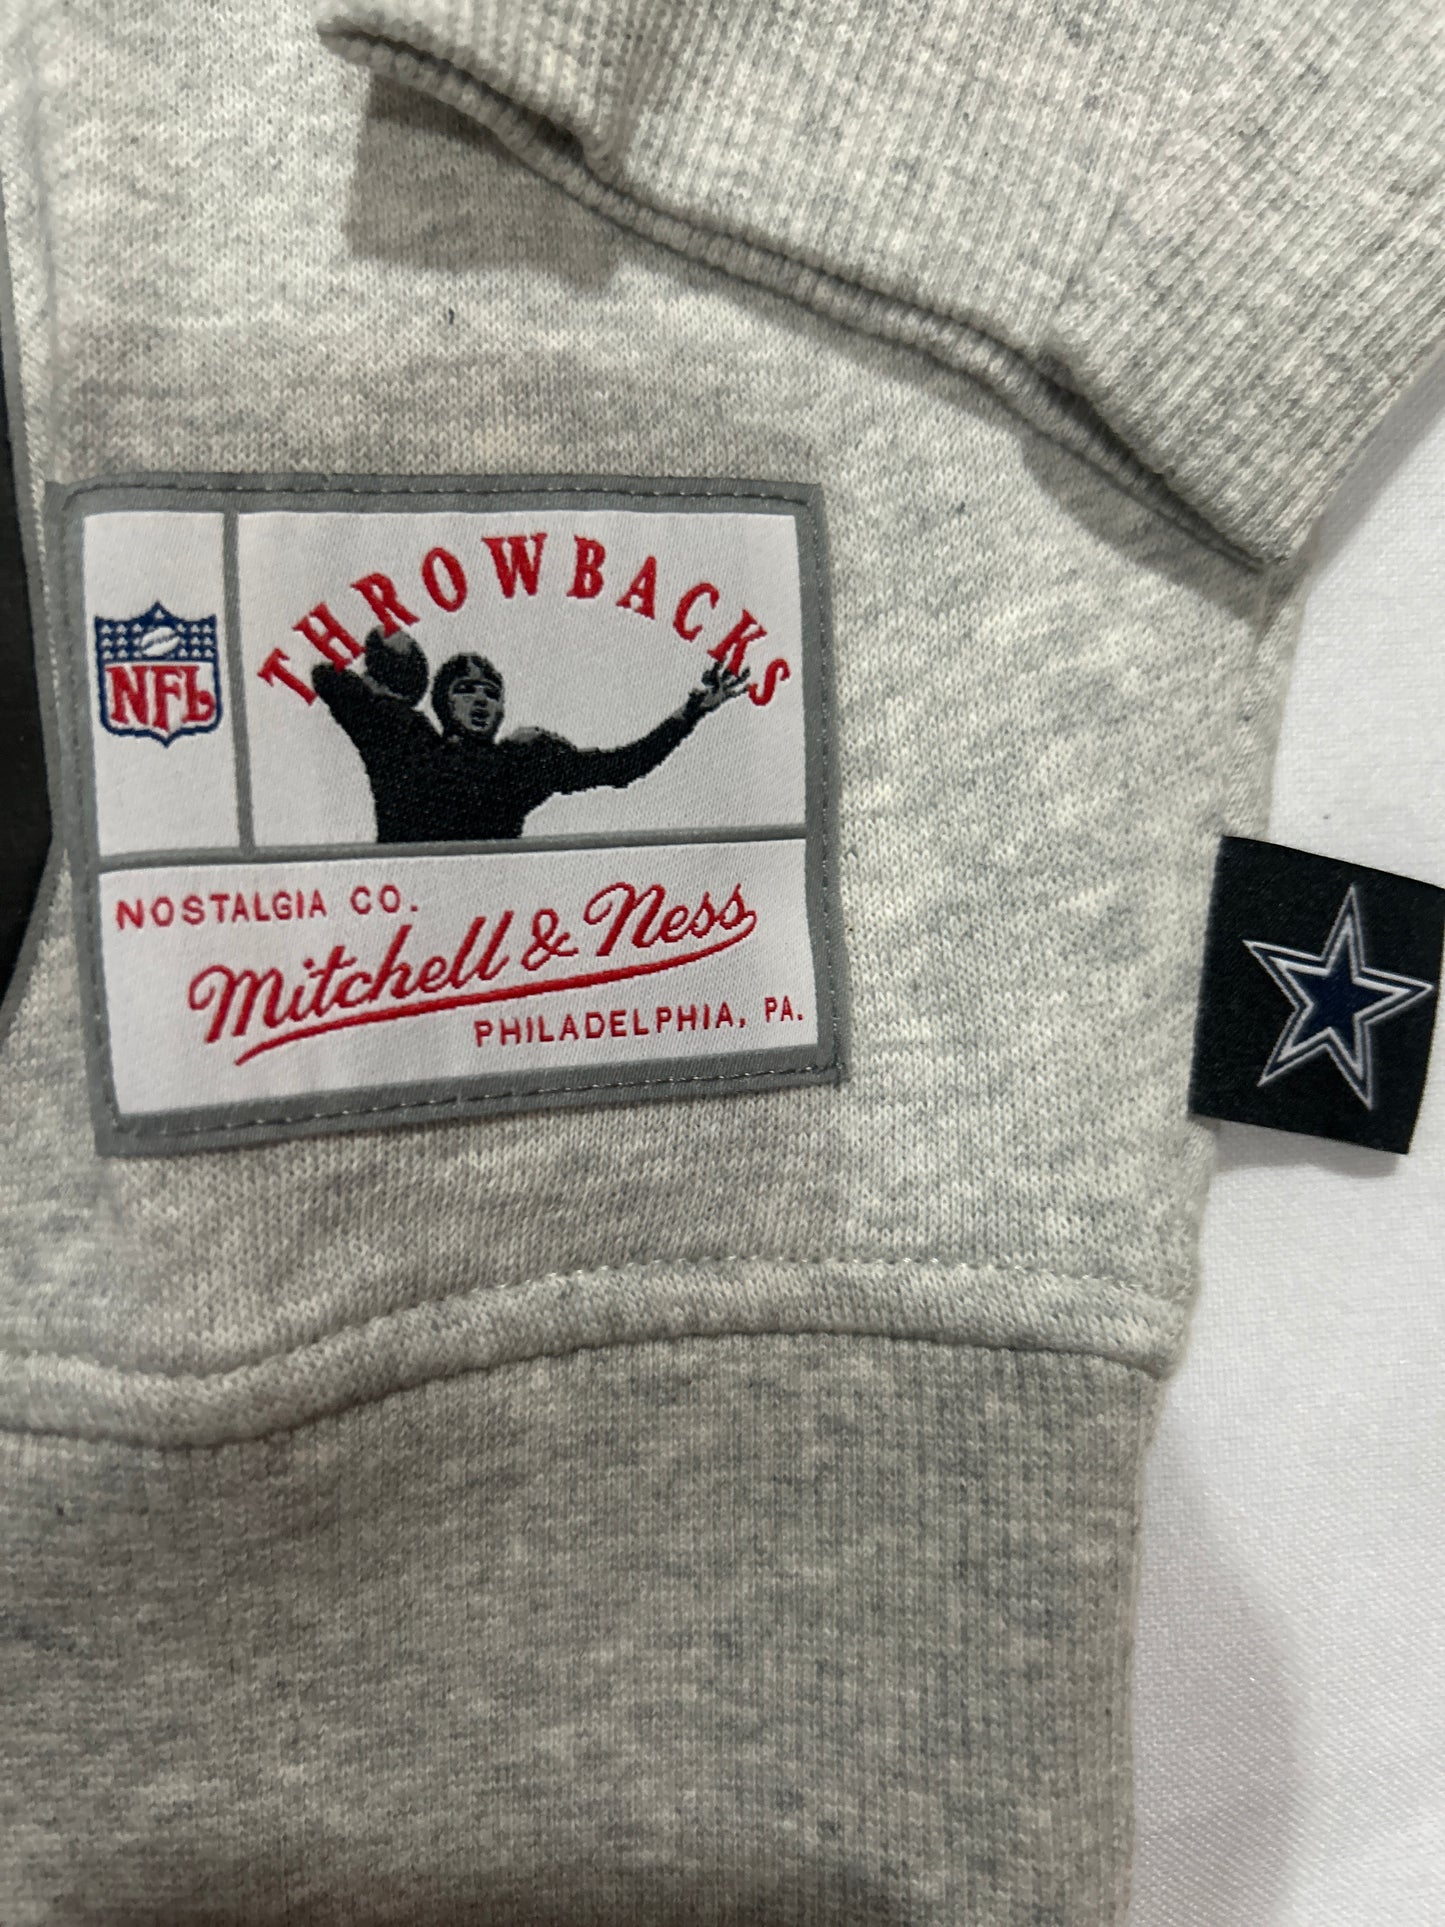 THROWBACKS
NFL
NOSTALGIA CO.
Mitchell & Ness
PHILADELPHIA, PA.